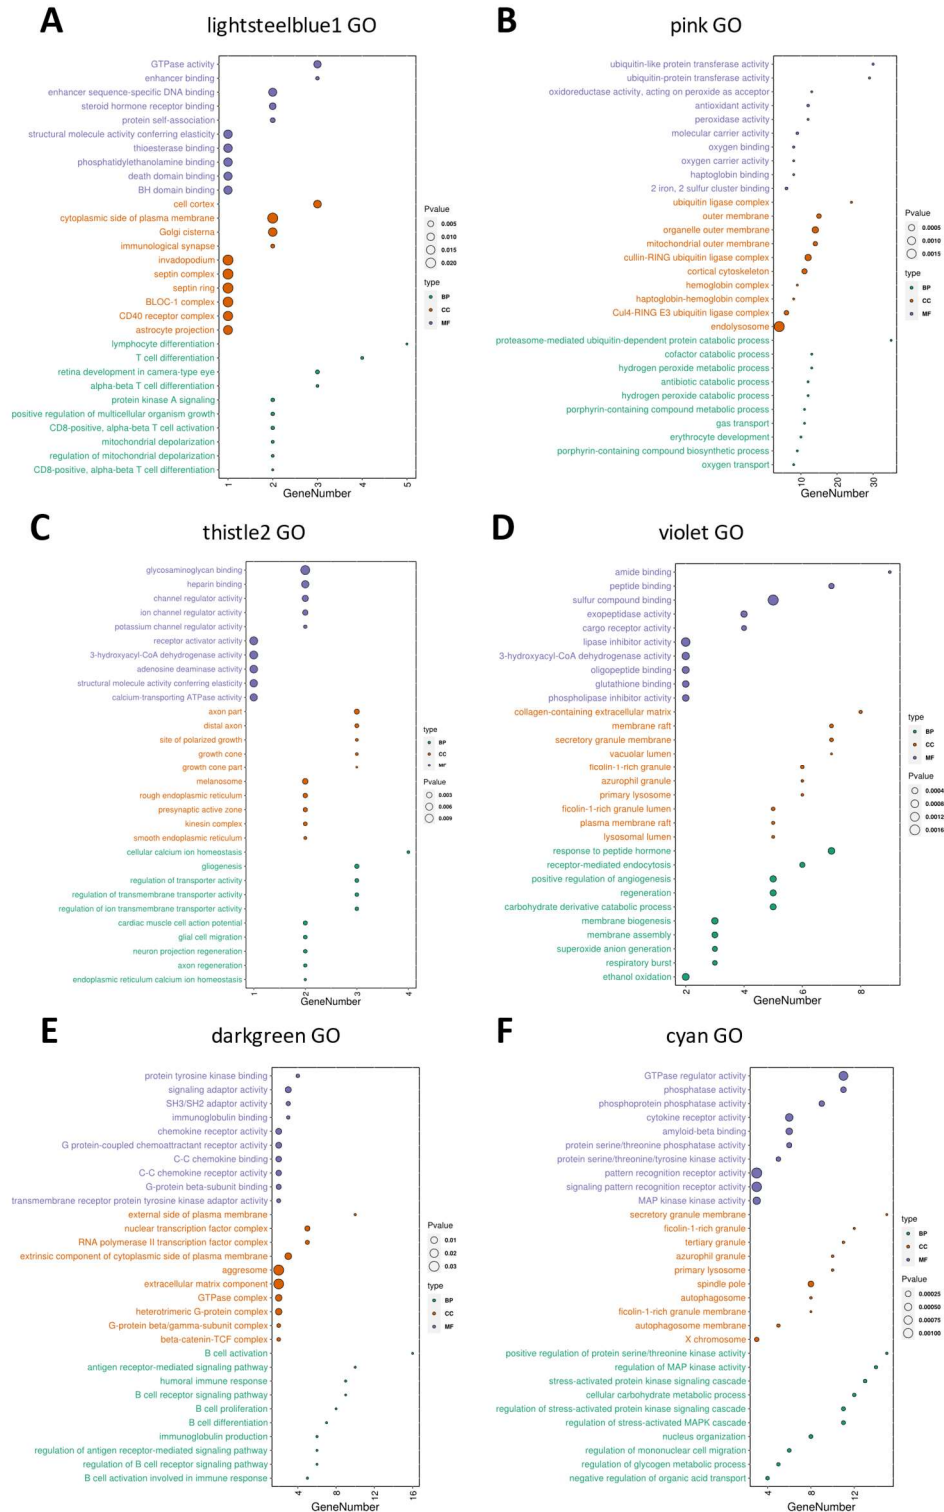 A
lightsteelblue1 GO
GTPase activity
enhancer binding
enhancer sequence-specific DNA binding
steroid hormone receptor binding
protein self-association
structural molecule activity conferring elasticity
thioesterase binding
phosphatidylethanolamine binding
death domain binding
BH domain binding
cell cortex
cytoplasmic side of plasma membrane
Golgi cisterna
immunological synapse
invadopodium
septin complex
septin ring
BLOC-1 complex
CD40 receptor complex
astrocyte projection
lymphocyte differentiation
T cell differentiation
retina development in camera-type eye
alpha-beta T cell differentiation
protein kinase A signaling
positive regulation of multicellular organism growth
CD8-positive, alpha-beta T cell activation
mitochondrial depolarization
regulation of mitochondrial depolarization
CD8-positive, alpha-beta T cell differentiation
1 2 3 4 5
GeneNumber
Pvalue
0.005
0.010
0.015
0.020
type
BP
CC
MF
B
pink GO
ubiquitin-like protein transferase activity
ubiquitin-protein transferase activity
oxidoreductase activity, acting on peroxide as acceptor
antioxidant activity
peroxidase activity
molecular carrier activity
oxygen binding
oxygen carrier activity
haptoglobin binding
2 iron, 2 sulfur cluster binding
ubiquitin ligase complex
outer membrane
organelle outer membrane
mitochondrial outer membrane
cullin-RING ubiquitin ligase complex
cortical cytoskeleton
hemoglobin complex
haptoglobin-hemoglobin complex
Cul4-RING E3 ubiquitin ligase complex
endolysosome
proteasome-mediated ubiquitin-dependent protein catabolic process
cofactor catabolic process
hydrogen peroxide metabolic process
antibiotic catabolic process
hydrogen peroxide catabolic process
porphyrin-containing compound metabolic process
gas transport
erythrocyte development
porphyrin-containing compound biosynthetic process
oxygen transport
10 20 30
GeneNumber
Pvalue
0.0005
0.0010
0.0015
type
BP
CC
MF
C
thistle2 GO
glycosaminoglycan binding
heparin binding
channel regulator activity
ion channel regulator activity
potassium channel regulator activity
receptor activator activity
3-hydroxyacyl-CoA dehydrogenase activity
adenosine deaminase activity
structural molecule activity conferring elasticity
calcium-transporting ATPase activity
axon part
distal axon
site of polarized growth
growth cone
growth cone part
melanosome
rough endoplasmic reticulum
presynaptic active zone
kinesin complex
smooth endoplasmic reticulum
cellular calcium ion homeostasis
gliogenesis
regulation of transporter activity
regulation of transmembrane transporter activity
regulation of ion transmembrane transporter activity
cardiac muscle cell action potential
glial cell migration
neuron projection regeneration
axon regeneration
endoplasmic reticulum calcium ion homeostasis
1 2 3 4
GeneNumber
type
BP
CC
MF
Pvalue
0.003
0.006
0.009
D
violet GO
amide binding
peptide binding
sulfur compound binding
exopeptidase activity
cargo receptor activity
lipase inhibitor activity
3-hydroxyacyl-CoA dehydrogenase activity
oligopeptide binding
glutathione binding
phospholipase inhibitor activity
collagen-containing extracellular matrix
membrane raft
secretory granule membrane
vacuolar lumen
ficolin-1-rich granule
azurophil granule
primary lysosome
ficolin-1-rich granule lumen
plasma membrane raft
lysosomal lumen
response to peptide hormone
receptor-mediated endocytosis
positive regulation of angiogenesis
regeneration
carbohydrate derivative catabolic process
membrane biogenesis
membrane assembly
superoxide anion generation
respiratory burst
ethanol oxidation
2 4 6 8
GeneNumber
type
BP
CC
MF
Pvalue
0.0004
0.0008
0.0012
0.0016
E
darkgreen GO
protein tyrosine kinase binding
signaling adaptor activity
SH3/SH2 adaptor activity
immunoglobulin binding
chemokine receptor activity
G protein-coupled chemoattractant receptor activity
C-C chemokine binding
C-C chemokine receptor activity
G-protein beta-subunit binding
transmembrane receptor protein tyrosine kinase adaptor activity
external side of plasma membrane
nuclear transcription factor complex
RNA polymerase II transcription factor complex
extrinsic component of cytoplasmic side of plasma membrane
aggresome
extracellular matrix component
GTPase complex
heterotrimeric G-protein complex
G-protein beta/gamma-subunit complex
beta-catenin-TCF complex
B cell activation
antigen receptor-mediated signaling pathway
humoral immune response
B cell receptor signaling pathway
B cell proliferation
B cell differentiation
immunoglobulin production
regulation of antigen receptor-mediated signaling pathway
regulation of B cell receptor signaling pathway
B cell activation involved in immune response
4 8 12 16
GeneNumber
Pvalue
0.01
0.02
0.03
type
BP
CC
MF
F
cyan GO
GTPase regulator activity
phosphatase activity
phosphoprotein phosphatase activity
cytokine receptor activity
amyloid-beta binding
protein serine/threonine phosphatase activity
protein serine/threonine/tyrosine kinase activity
pattern recognition receptor activity
signaling pattern recognition receptor activity
MAP kinase kinase activity
secretory granule membrane
ficolin-1-rich granule
tertiary granule
azurophil granule
primary lysosome
spindle pole
autophagosome
ficolin-1-rich granule membrane
autophagosome membrane
X chromosome
positive regulation of protein serine/threonine kinase activity
regulation of MAP kinase activity
stress-activated protein kinase signaling cascade
cellular carbohydrate metabolic process
regulation of stress-activated protein kinase signaling cascade
regulation of stress-activated MAPK cascade
nucleus organization
regulation of mononuclear cell migration
regulation of glycogen metabolic process
negative regulation of organic acid transport
4 8 12
GeneNumber
type
BP
CC
MF
Pvalue
0.00025
0.00050
0.00075
0.00100